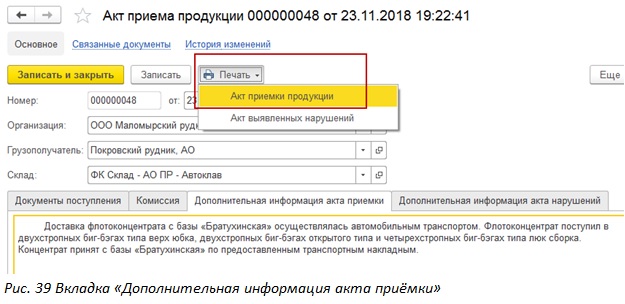 Акт приема продукции 000000048 от 23.11.2018 19:22:41
Основное Связанные документы История изменений
Записать и закрыть Записать Печать Еще
Номер: 000000048 от: 23
Акт приемки продукции
Акт выявленных нарушений
Организация: ООО Маломырский рудн
Грузополучатель: Покровский рудник, АО
Склад: ФК Склад - АО ПР - Автоклав
Документы поступления Комиссия Дополнительная информация акта приемки Дополнительная информация акта нарушений
Доставка флотоконцентрата с базы «Братухинская» осуществлялась автомобильным транспортом. Флотоконцентрат поступил в
двухстропных биг-бэгах типа верх юбка, двухстропных биг-бэгах открытого типа и четырехстропных биг-бэгах типа люк сборка.
Концентрат принят с базы «Братухинская» по предоставленным транспортным накладным.
Рис. 39 Вкладка «Дополнительная информация акта приёмки»